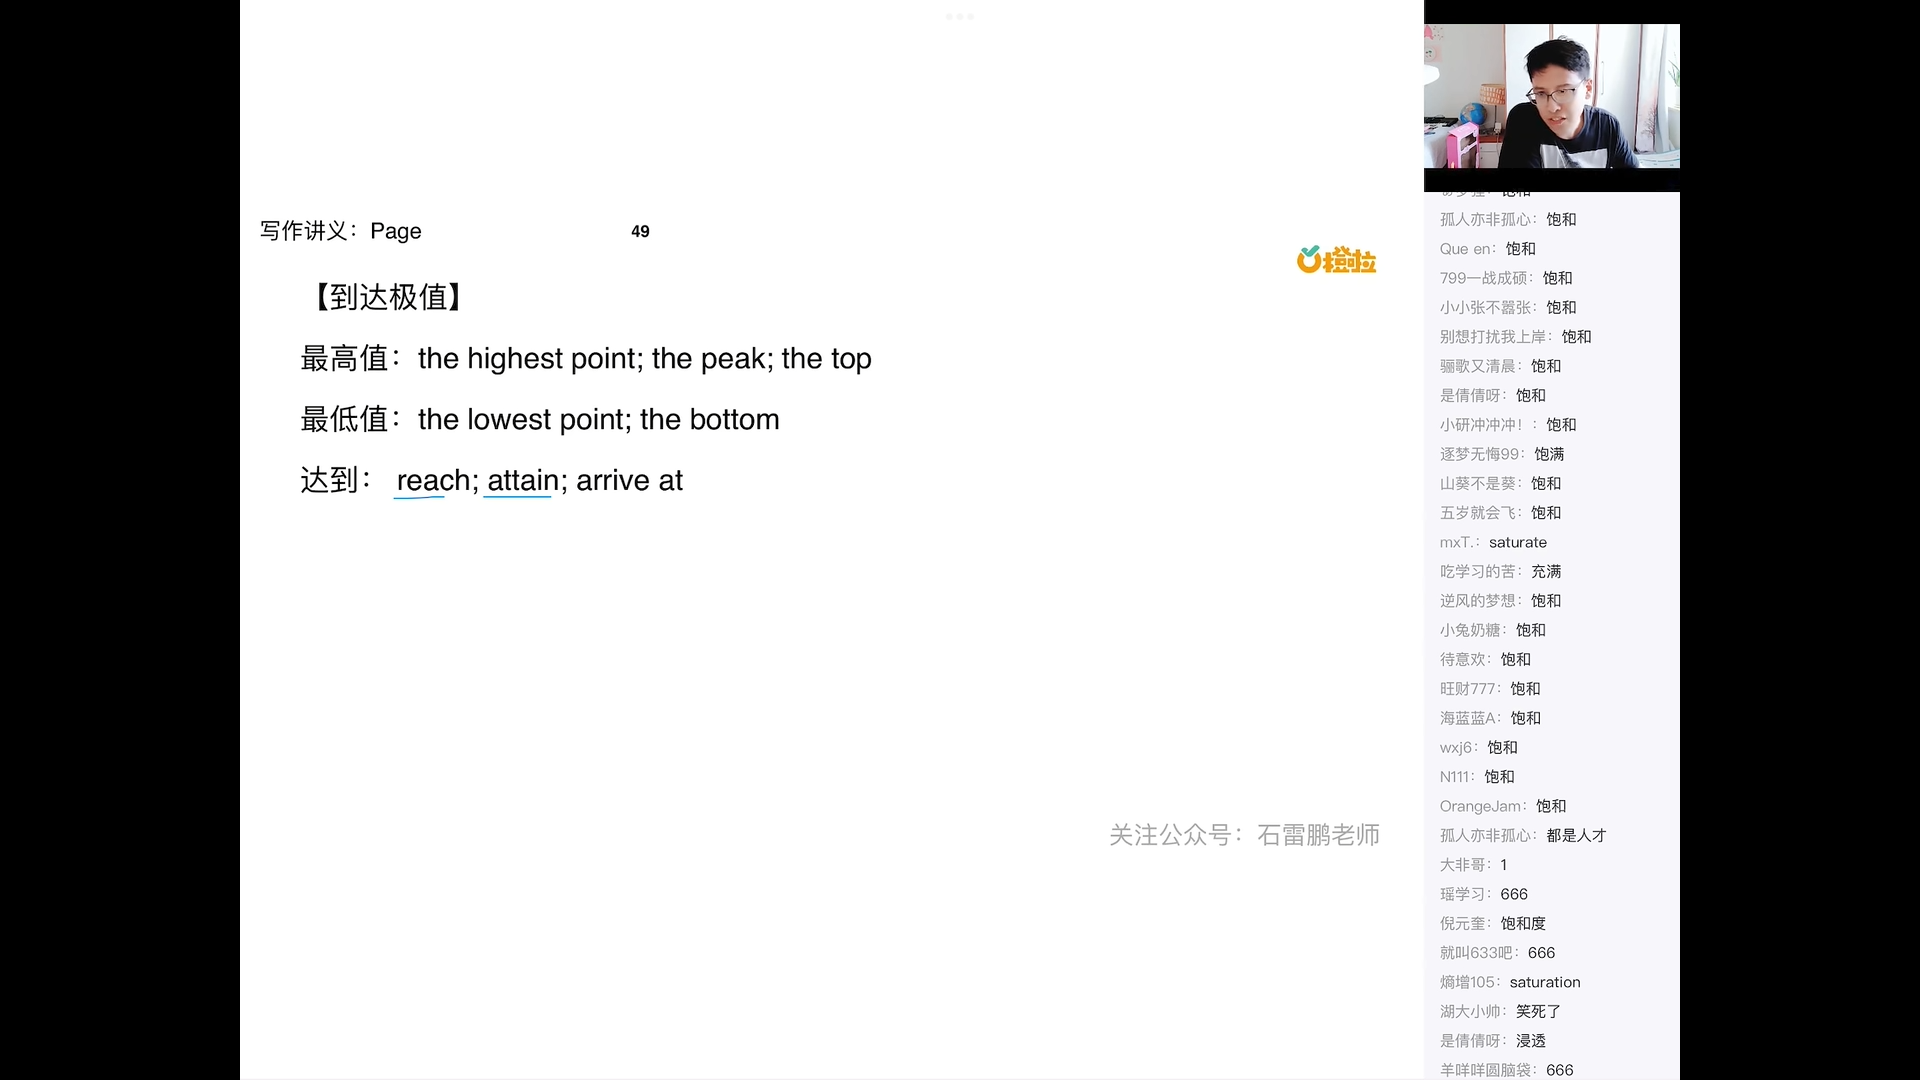 写作讲义：Page 49
橙啦
【到达极值】
最高值：the highest point; the peak; the top
最低值：the lowest point; the bottom
达到： reach; attain; arrive at
关注公众号：石雷鹏老师
孤人亦非孤心：饱和
Que en：饱和
799一战成硕：饱和
小小张不嚣张：饱和
别想打扰我上岸：饱和
骊歌又清晨：饱和
是倩倩呀：饱和
小研冲冲冲！：饱和
逐梦无悔99：饱满
山葵不是葵：饱和
五岁就会飞：饱和
mxT.：saturate
吃学习的苦：充满
逆风的梦想：饱和
小兔奶糖：饱和
待意欢：饱和
旺财777：饱和
海蓝蓝A：饱和
wxj6：饱和
N111：饱和
OrangeJam：饱和
孤人亦非孤心：都是人才
大非哥：1
瑶学习：666
倪元奎：饱和度
就叫633吧：666
熵增105：saturation
湖大小帅：笑死了
是倩倩呀：浸透
羊咩咩圆脑袋：666